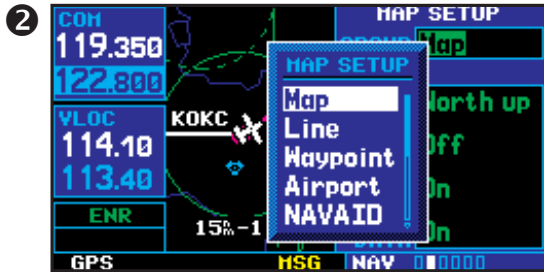 2
COM
119.350
122.800
VLOC
114.10
113.40
ENR
KOKC
MAP SETUP
Map
MAP SETUP
Map
Line
Waypoint
Airport
NAVAID
North up
Off
On
On
GPS
MSG
NAV